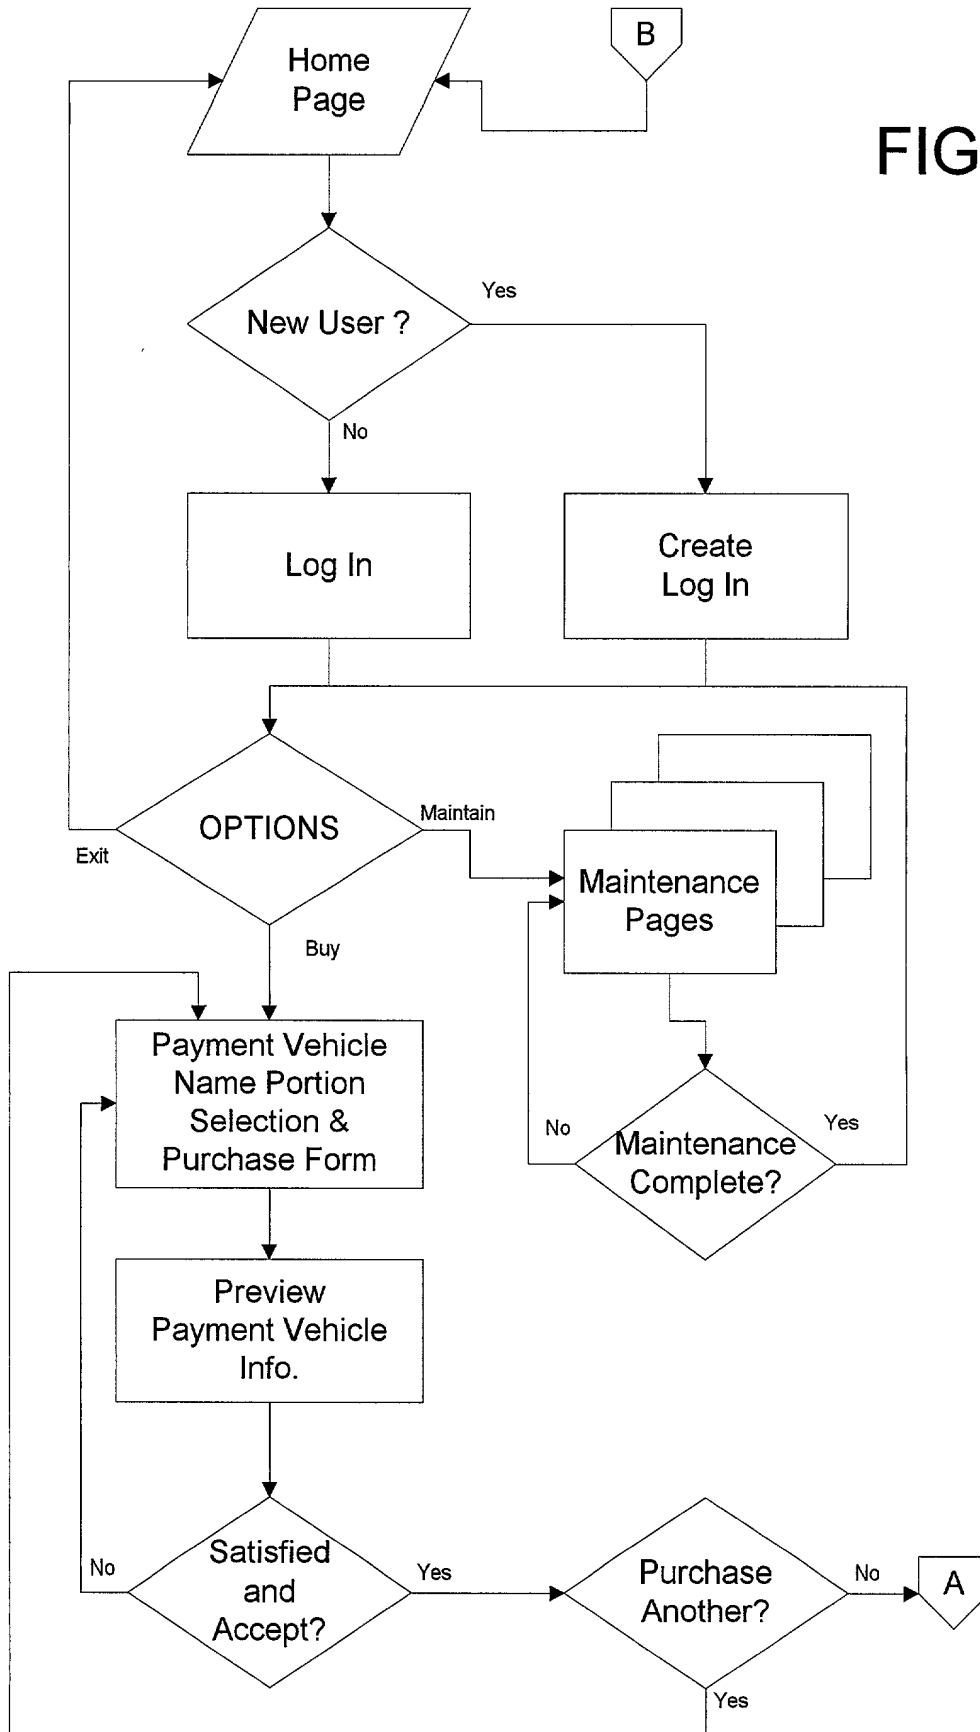 Home
Page
B
FIG
New User ?
Yes
No
Log In
Create
Log In
OPTIONS
Maintain
Exit
Buy
Maintenance
Pages
Payment Vehicle
Name Portion
Selection &
Purchase Form
No
Maintenance
Complete?
Yes
Preview
Payment Vehicle
Info.
No
Satisfied
and
Accept?
Yes
Purchase
Another?
No
A
Yes